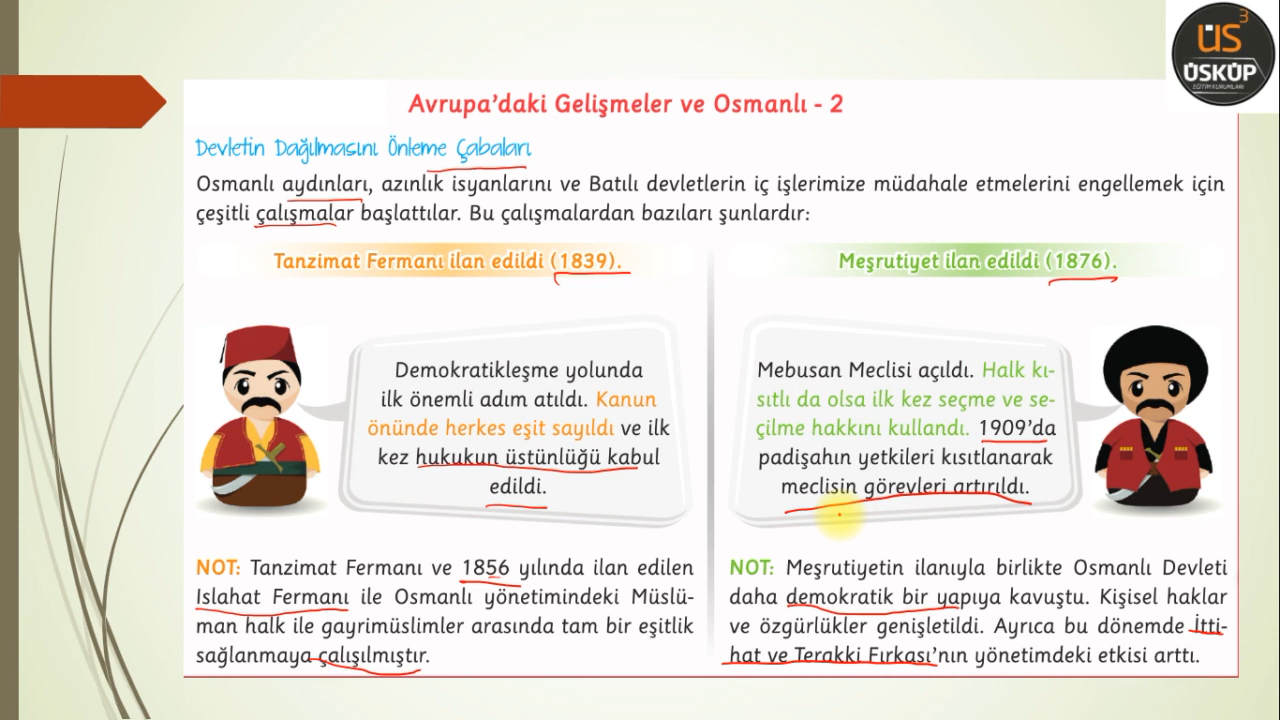 ÜS³
ÜSKÜP
EĞİTİM KURUMLARI
Avrupa'daki Gelişmeler ve Osmanlı - 2
Devletin Dağılmasını Önleme Çabaları
Osmanlı aydınları, azınlık isyanlarını ve Batılı devletlerin iç işlerimize müdahale etmelerini engellemek için
çeşitli çalışmalar başlattılar. Bu çalışmalardan bazıları şunlardır:
Tanzimat Fermanı ilan edildi (1839).
Demokratikleşme yolunda
ilk önemli adım atıldı. Kanun
önünde herkes eşit sayıldı ve ilk
kez hukukun üstünlüğü kabul
edildi.
NOT: Tanzimat Fermanı ve 1856 yılında ilan edilen
Islahat Fermanı ile Osmanlı yönetimindeki Müslü-
man halk ile gayrimüslimler arasında tam bir eşitlik
sağlanmaya çalışılmıştır.
Meşrutiyet ilan edildi (1876).
Mebusan Meclisi açıldı. Halk kı-
sıtlı da olsa ilk kez seçme ve se-
çilme hakkını kullandı. 1909'da
padişahın yetkileri kısıtlanarak
meclisin görevleri artırıldı.
NOT: Meşrutiyetin ilanıyla birlikte Osmanlı Devleti
daha demokratik bir yapıya kavuştu. Kişisel haklar
ve özgürlükler genişletildi. Ayrıca bu dönemde İtti-
hat ve Terakki Fırkası'nın yönetimdeki etkisi arttı.